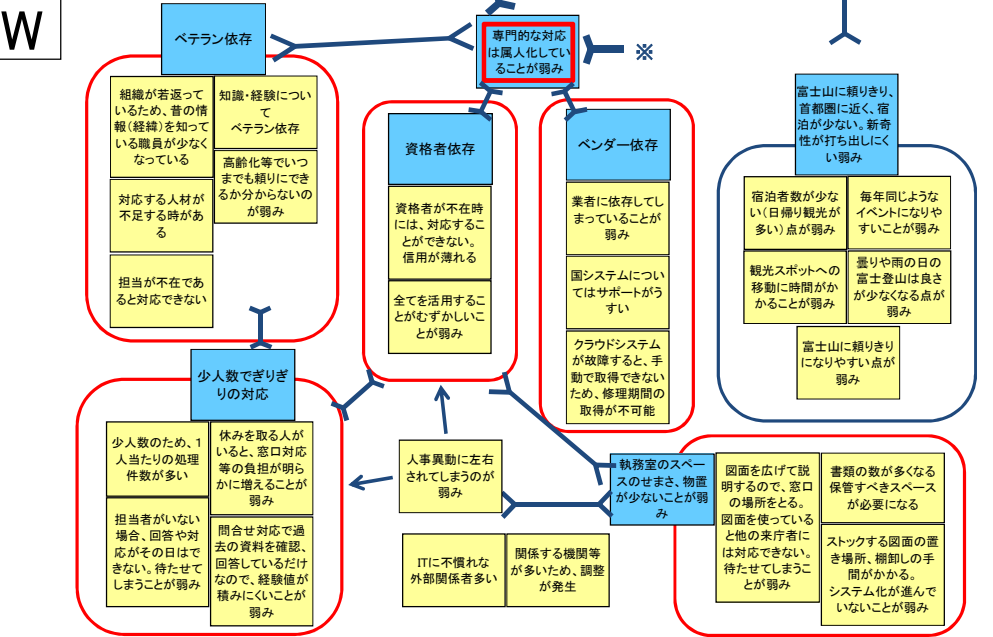 W
ベテラン依存
専門的な対応
は属人化してい
ることが弱み
※
組織が若返って
いるため、昔の情
報（経緯）を知って
いる職員が少なく
なっている
知識・経験につい
て
ベテラン依存
高齢化等でいつ
までも頼りにでき
るか分からないの
が弱み
対応する人材が
不足する時があ
る
担当が不在であ
ると対応できない
資格者依存
資格者が不在時
には、対応するこ
とができない。
信用が薄れる
全てを活用するこ
とがむずかしいこ
とが弱み
ベンダー依存
業者に依存してし
まっていることが
弱み
国システムについ
てはサポートがう
すい
クラウドシステム
が故障すると、手
動で取得できない
ため、修理期間の
取得が不可能
富士山に頼りきり、
首都圏に近く、宿
泊が少ない。新奇
性が打ち出しにく
い弱み
宿泊者数が少な
い（日帰り観光が
多い）点が弱み
毎年同じような
イベントになりや
すいことが弱み
観光スポットへの
移動に時間がか
かることが弱み
曇りや雨の日の
富士登山は良さ
が少なくなる点が
弱み
富士山に頼りきり
になりやすい点が
弱み
少人数でぎりぎ
りの対応
少人数のため、1
人当たりの処理
件数が多い
休みを取る人が
いると、窓口対応
等の負担が明ら
かに増えることが
弱み
担当者がいない
場合、回答や対
応がその日はで
きない。待たせて
しまうことが弱み
問合せ対応で過
去の資料を確認、
回答しているだけ
なので、経験値が
積みにくいことが
弱み
人事異動に左右
されてしまうのが
弱み
ITに不慣れな
外部関係者多い
関係する機関等
が多いため、調整
が発生
執務室のスペー
スのせまさ、物置
が少ないことが弱
み
図面を広げて説
明するので、窓口
の場所をとる。
図面を使っている
と他の来庁者に
は対応できない。
待たせてしまうこ
とが弱み
書類の数が多くなる
保管すべきスペース
が必要になる
ストックする図面の置
き場所、棚卸しの手
間がかかる。
システム化が進んで
いないことが弱み